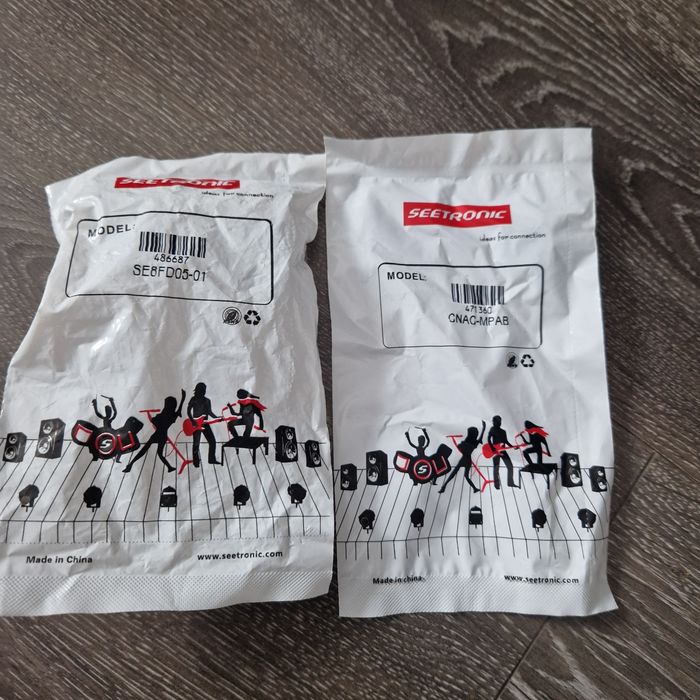 SEETRONIC
ideas for connection
MODEL:
486687
SE8FD05-01
Made in China
www.seetronic.com
SEETRONIC
ideas for connection
MODEL:
471360
CNAC-MPAB
Made in china
www.seetronic.com